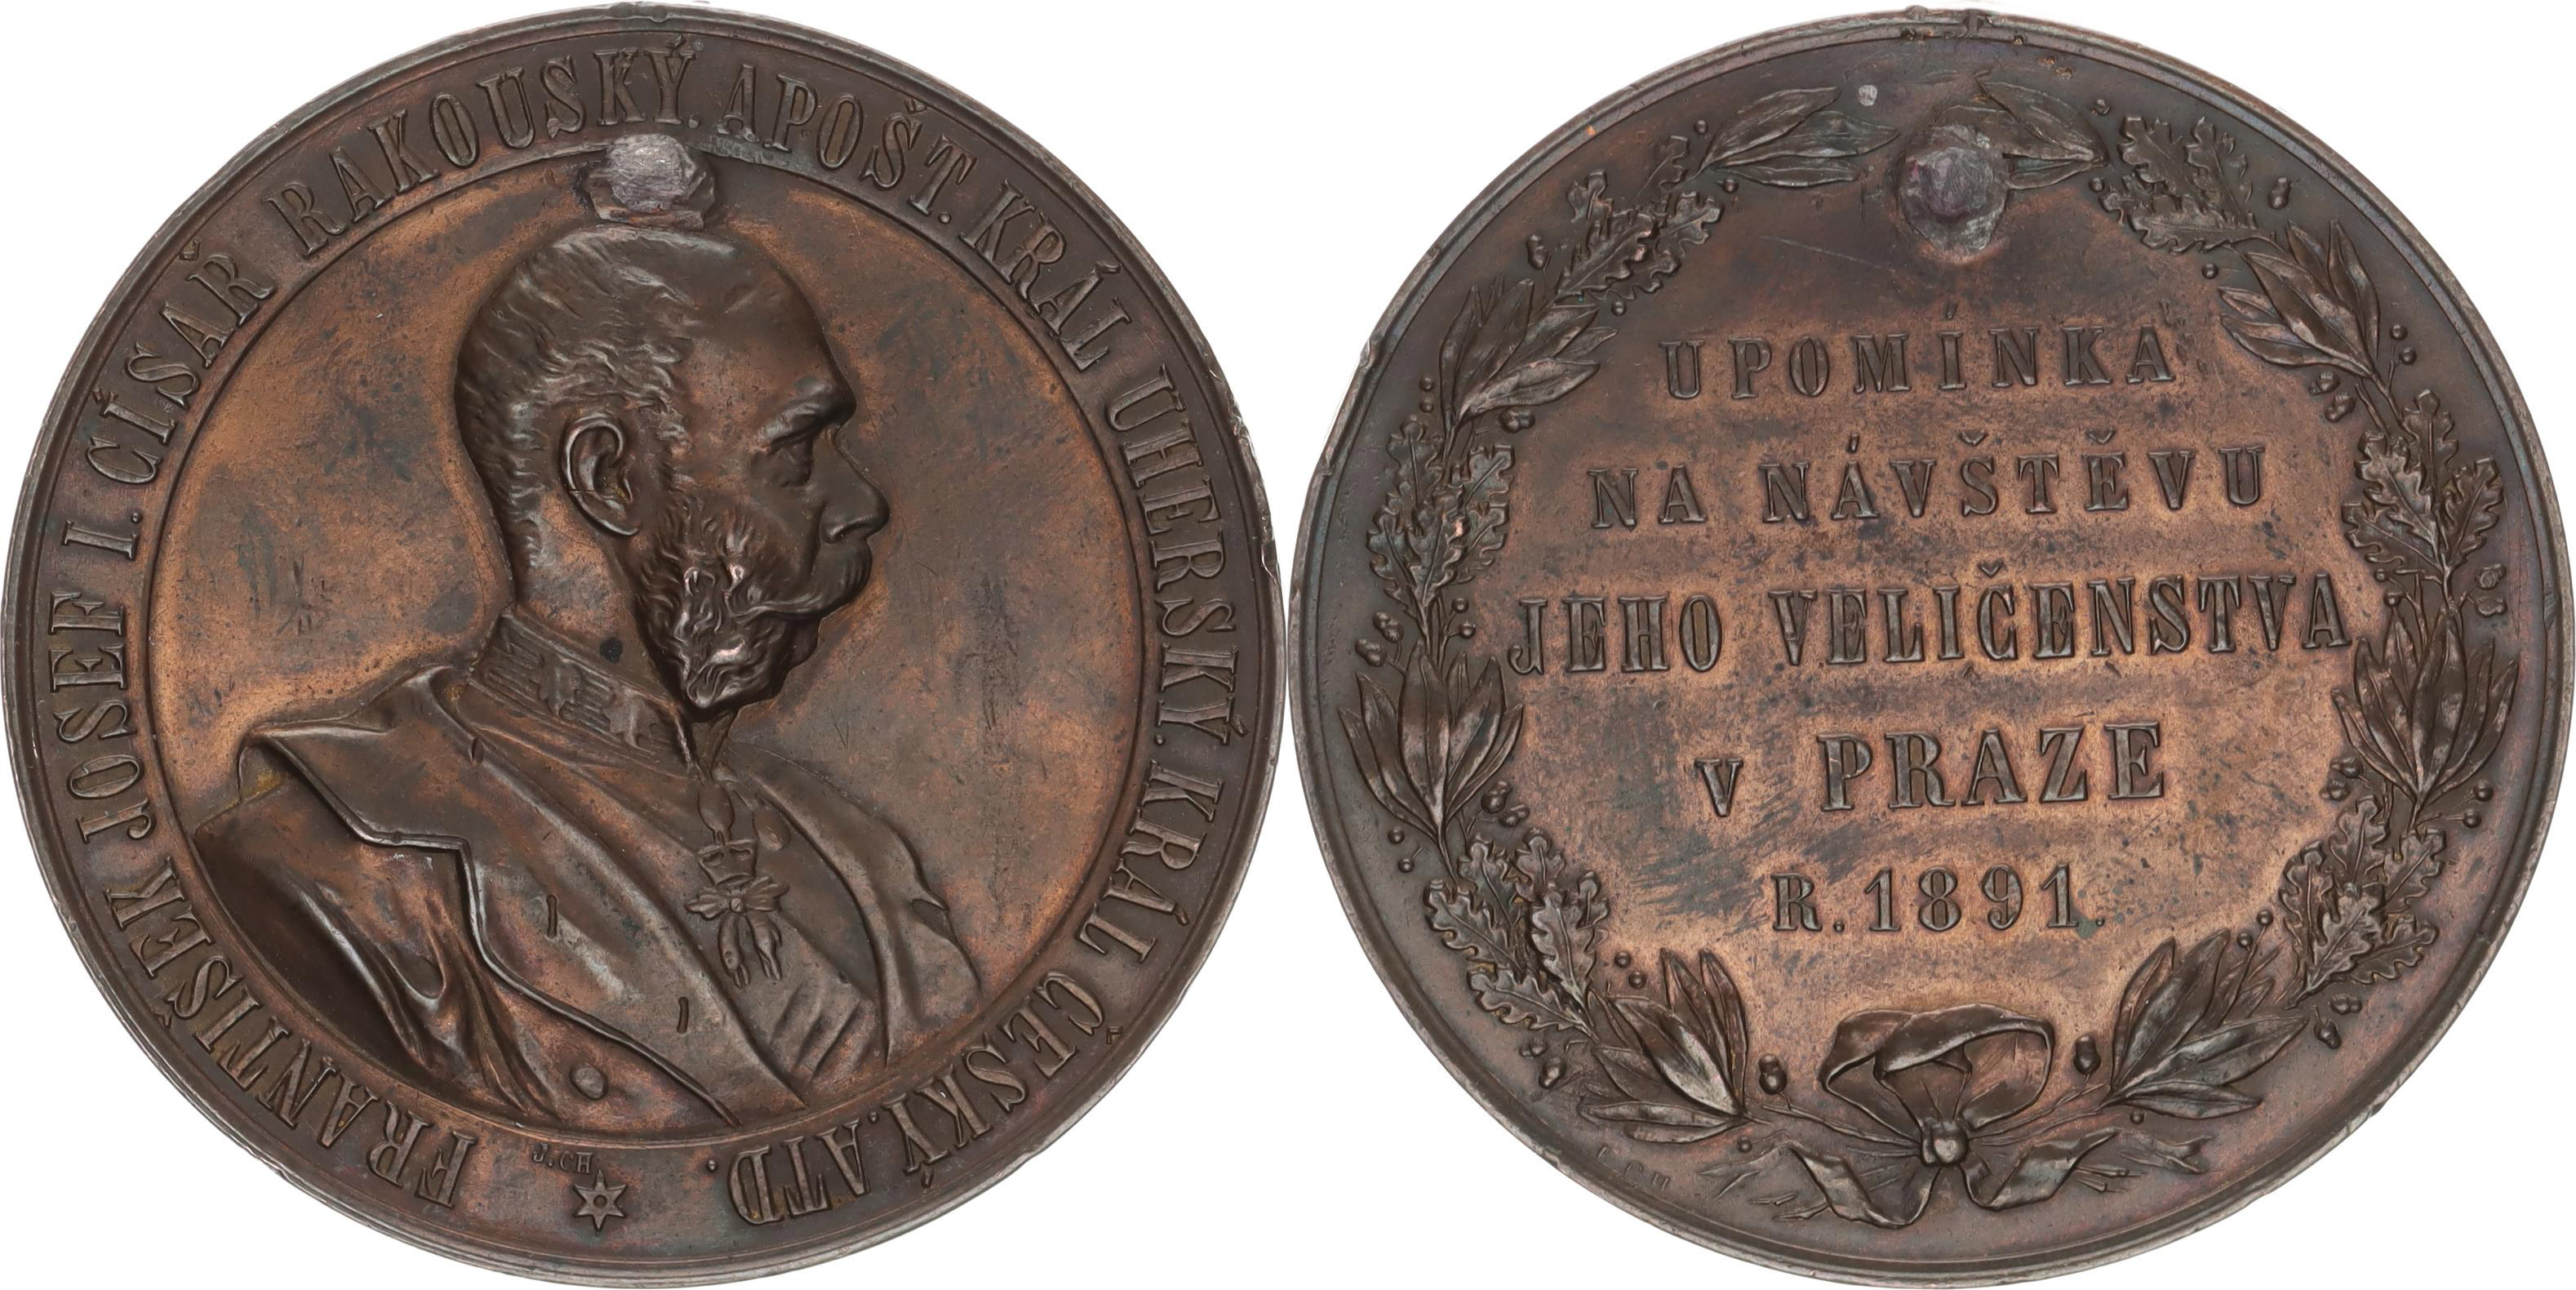 FRANTIŠEK JOSEF I. CÍSAŘ RAKOUSKÝ. APOŠT. KRÁL UHERSKÝ. KRÁL ČESKÝ. ATD.
J. CH
UPOMÍNKA
NA NÁVŠTĚVU
JEHO VELIČENSTVA
V PRAZE
R. 1891.